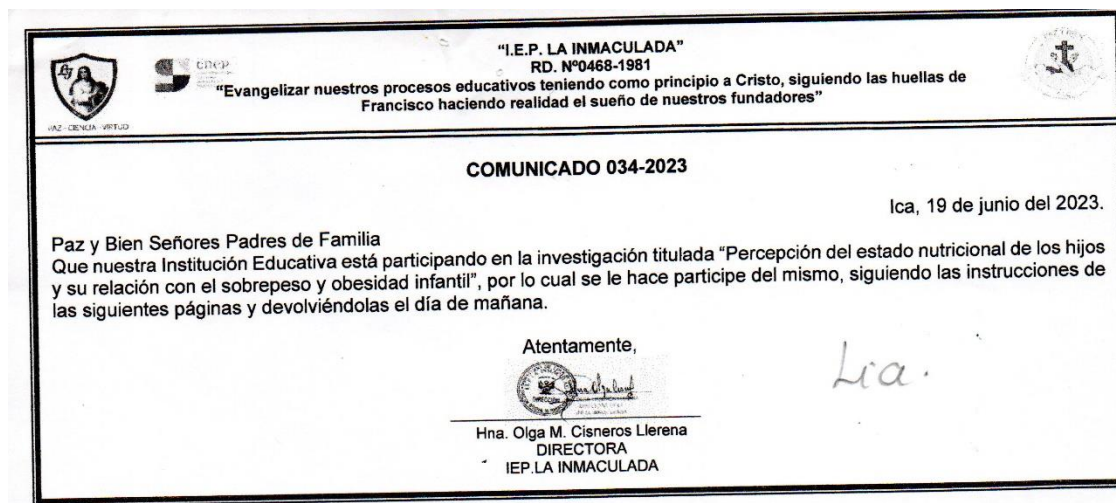 "I.E.P. LA INMACULADA"
RD. Nº0468-1981
"Evangelizar nuestros procesos educativos teniendo como principio a Cristo, siguiendo las huellas de
Francisco haciendo realidad el sueño de nuestros fundadores"
PAZ - CIENCIA - VIRTUD
COMUNICADO 034-2023
Ica, 19 de junio del 2023.
Paz y Bien Señores Padres de Familia
Que nuestra Institución Educativa está participando en la investigación titulada "Percepción del estado nutricional de los hijos
y su relación con el sobrepeso y obesidad infantil", por lo cual se le hace participe del mismo, siguiendo las instrucciones de
las siguientes páginas y devolviéndolas el día de mañana.
Atentamente,
Lia.
Hna. Olga M. Cisneros Llerena
DIRECTORA
IEP.LA INMACULADA